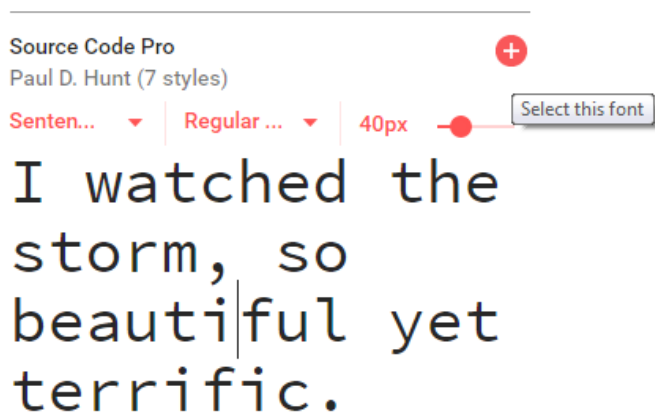 Source Code Pro
Paul D. Hunt (7 styles)
Senten... Regular ... 40px
Select this font
I watched the
storm, so
beautiful yet
terrific.